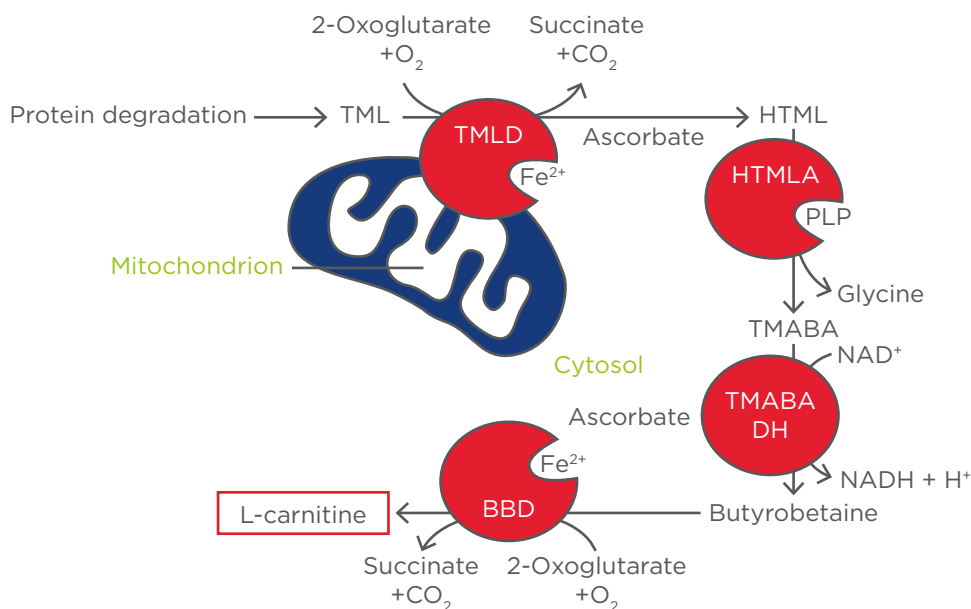 2-Oxoglutarate
+O₂
Succinate
+CO₂
Protein degradation
TML
TMLD
Fe²⁺
Ascorbate
HTML
HTMLA
PLP
Glycine
Mitochondrion
TMABA
NAD⁺
Cytosol
TMABA
DH
Ascorbate
NADH + H⁺
Fe²⁺
BBD
Butyrobetaine
L-carnitine
Succinate
+CO₂
2-Oxoglutarate
+O₂